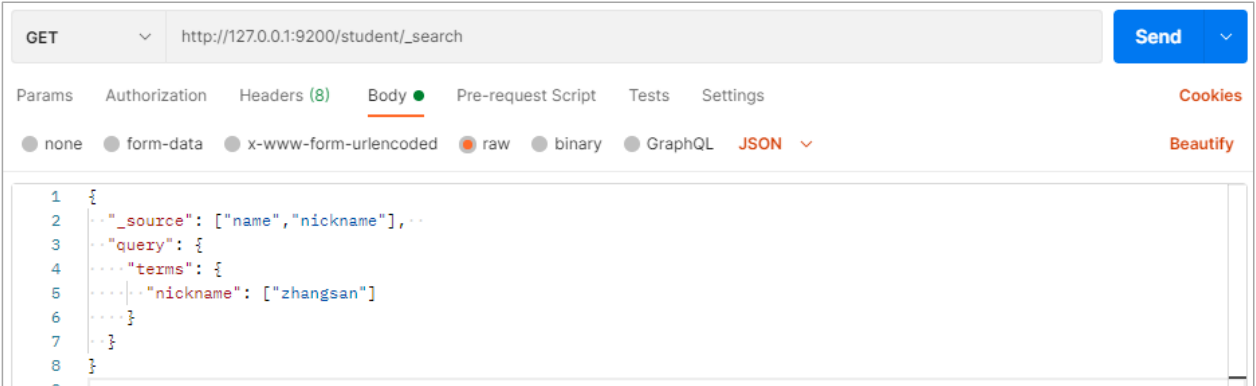 GET http://127.0.0.1:9200/student/_search Send
Params Authorization Headers (8) Body Pre-request Script Tests Settings Cookies
none form-data x-www-form-urlencoded raw binary GraphQL JSON Beautify
1 {
2 "_source": ["name","nickname"],
3 "query": {
4 "terms": {
5 "nickname": ["zhangsan"]
6 }
7 }
8 }